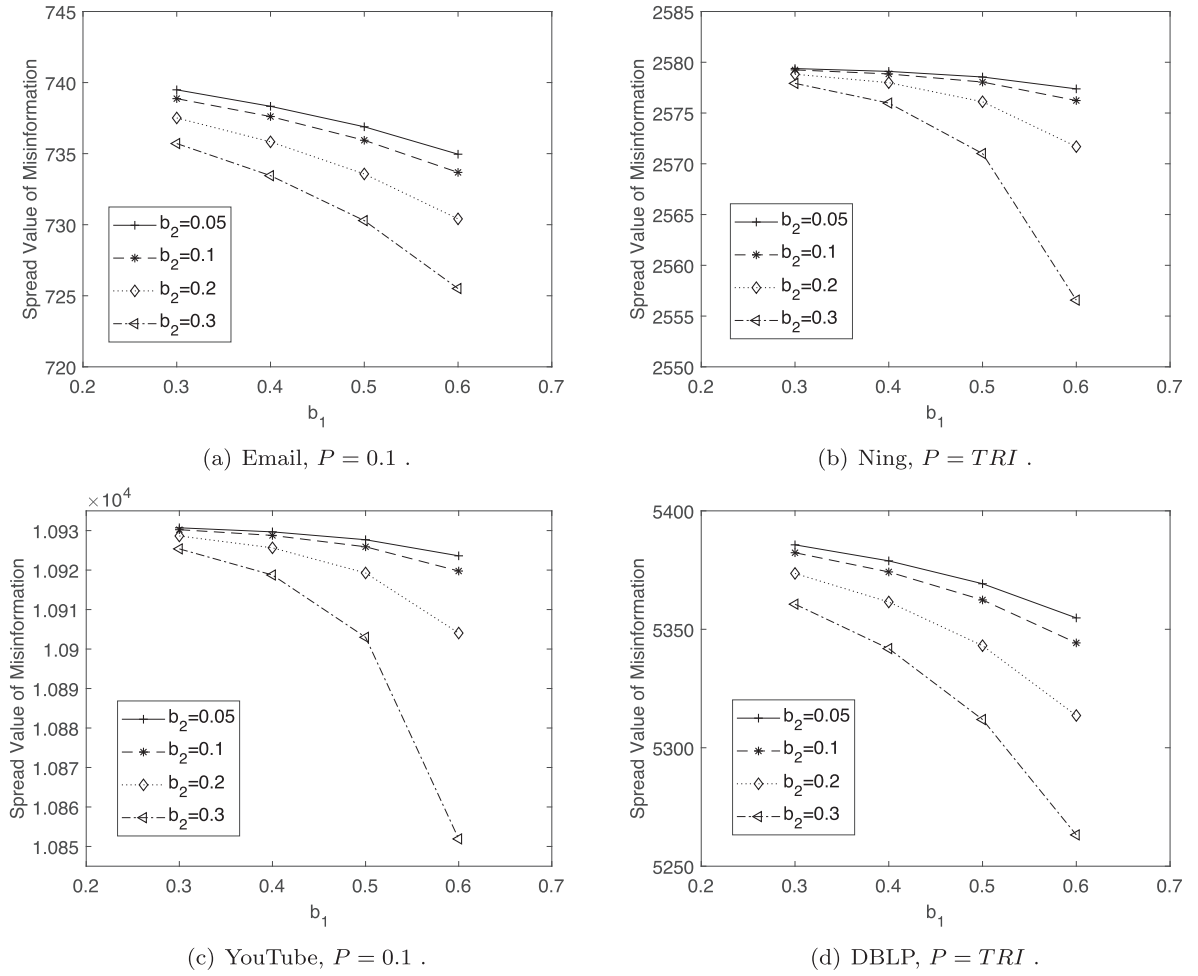 745
740
735
730
725
720
Spread Value of Misinformation
b₂=0.05
b₂=0.1
b₂=0.2
b₂=0.3
0.2 0.3 0.4 0.5 0.6 0.7
b₁
(a) Email, P = 0.1 .
2585
2580
2575
2570
2565
2560
2555
2550
Spread Value of Misinformation
b₂=0.05
b₂=0.1
b₂=0.2
b₂=0.3
0.2 0.3 0.4 0.5 0.6 0.7
b₁
(b) Ning, P = TRI .
×10⁴
1.093
1.092
1.091
1.09
1.089
1.088
1.087
1.086
1.085
Spread Value of Misinformation
b₂=0.05
b₂=0.1
b₂=0.2
b₂=0.3
0.2 0.3 0.4 0.5 0.6 0.7
b₁
(c) YouTube, P = 0.1 .
5400
5350
5300
5250
Spread Value of Misinformation
b₂=0.05
b₂=0.1
b₂=0.2
b₂=0.3
0.2 0.3 0.4 0.5 0.6 0.7
b₁
(d) DBLP, P = TRI .